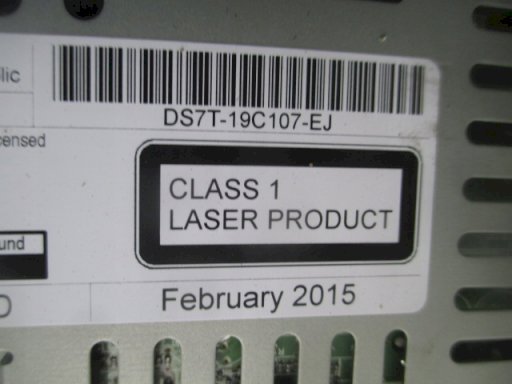 DS7T-19C107-EJ
CLASS 1
LASER PRODUCT
February 2015